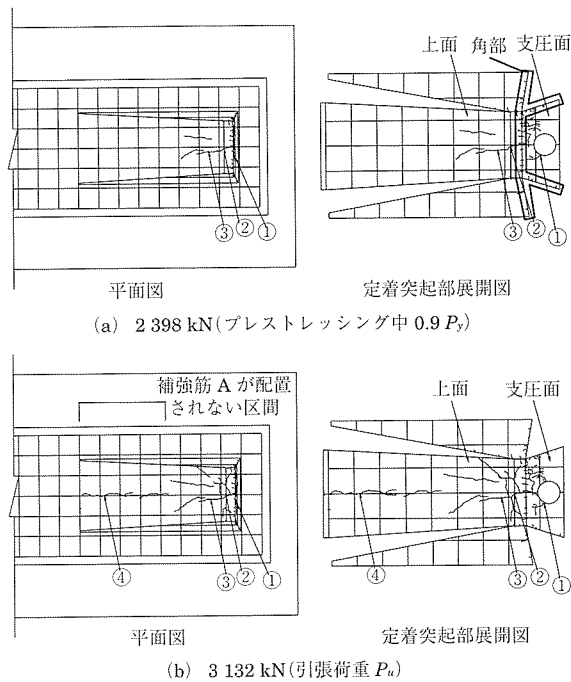 上面 角部 支圧面
③ ② ①
③ ② ①
平面図
定着突起部展開図
(a) 2 398 kN(プレストレッシング中 0.9 Py)
補強筋 A が配置
されない区間
上面 支圧面
④ ③ ② ①
④ ③ ② ①
平面図
定着突起部展開図
(b) 3 132 kN(引張荷重 Pu)